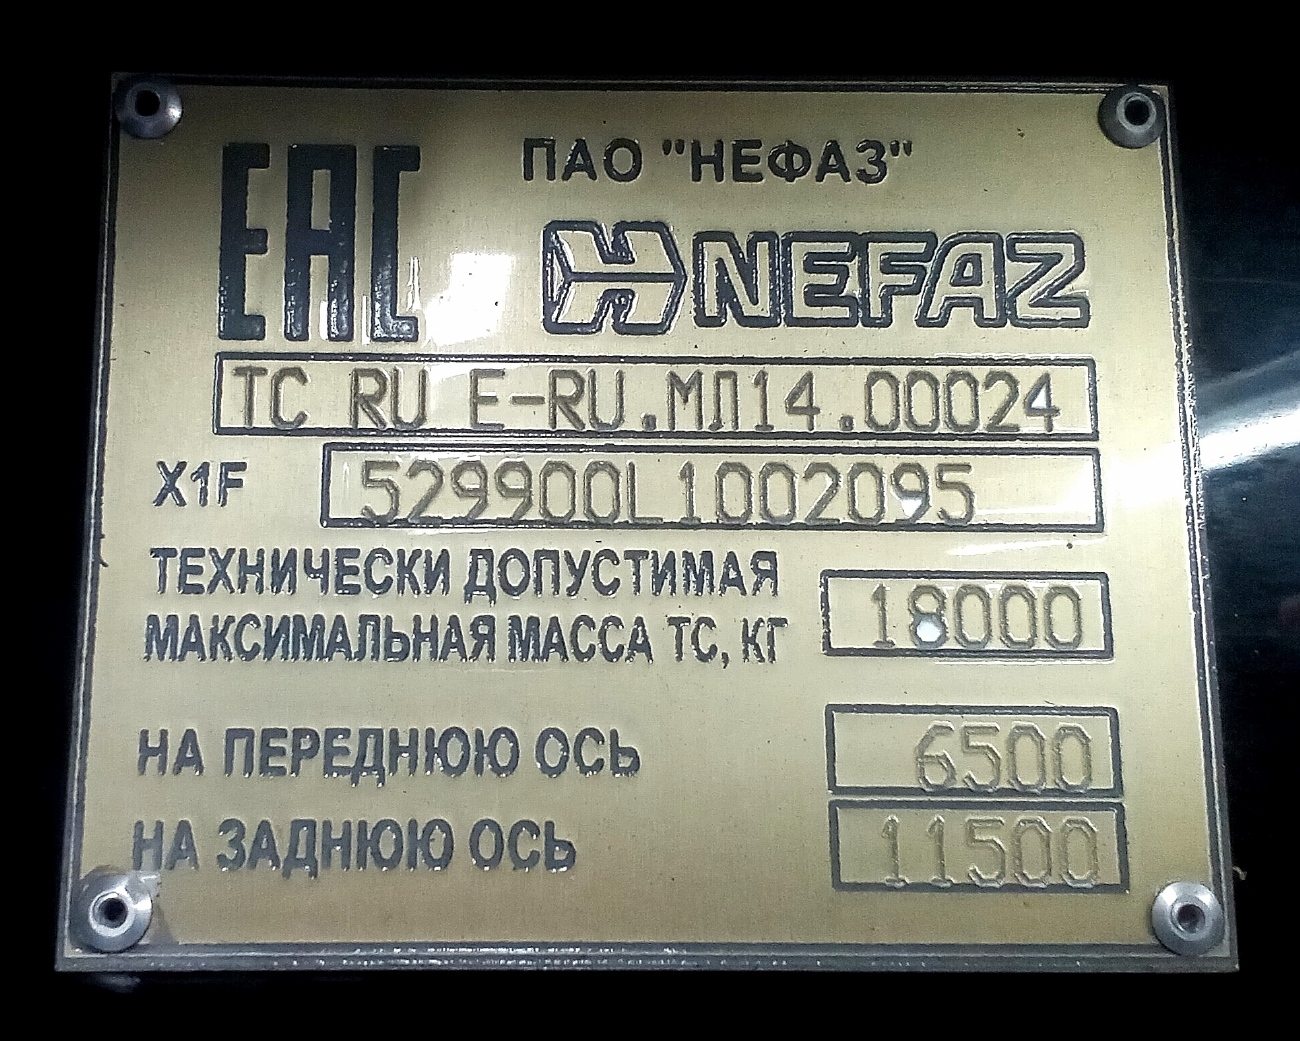 EAC
ПАО "НЕФАЗ"
NEFAZ
ТС RU E-RU.МЛ14.00024
X1F 529900L1002095
ТЕХНИЧЕСКИ ДОПУСТИМАЯ
МАКСИМАЛЬНАЯ МАССА ТС, КГ 18000
НА ПЕРЕДНЮЮ ОСЬ 6500
НА ЗАДНЮЮ ОСЬ 11500